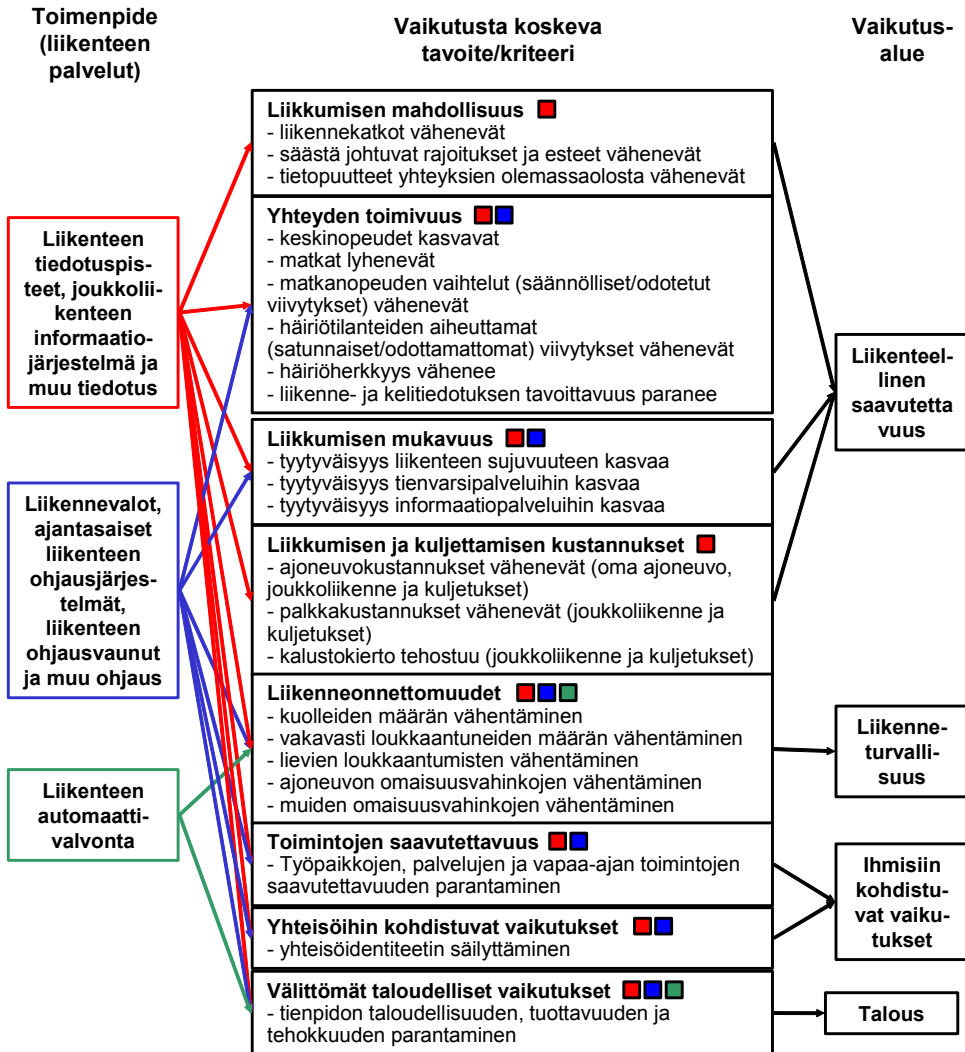 Toimenpide
(liikenteen
palvelut)
Vaikutusta koskeva
tavoite/kriteeri
Vaikutus-
alue
Liikenteen
tiedotuspis-
teet, joukkolii-
kenteen
informaatio-
järjestelmä ja
muu tiedotus
Liikennevalot,
ajantasaiset
liikenteen
ohjausjärjes-
telmät,
liikenteen
ohjausvaunut
ja muu ohjaus
Liikenteen
automaatti-
valvonta
Liikkumisen mahdollisuus
- liikennekatkot vähenevät
- säästä johtuvat rajoitukset ja esteet vähenevät
- tietopuutteet yhteyksien olemassaolosta vähenevät
Yhteyden toimivuus
- keskinopeudet kasvavat
- matkat lyhenevät
- matkanopeuden vaihtelut (säännölliset/odotetut
viivytykset) vähenevät
- häiriötilanteiden aiheuttamat
(satunnaiset/odottamattomat) viivytykset vähenevät
- häiriöherkkyys vähenee
- liikenne- ja kelitiedotuksen tavoittavuus paranee
Liikkumisen mukavuus
- tyytyväisyys liikenteen sujuvuuteen kasvaa
- tyytyväisyys tienvarsipalveluihin kasvaa
- tyytyväisyys informaatiopalveluihin kasvaa
Liikkumisen ja kuljettamisen kustannukset
- ajoneuvokustannukset vähenevät (oma ajoneuvo,
joukkoliikenne ja kuljetukset)
- palkkakustannukset vähenevät (joukkoliikenne ja
kuljetukset)
- kalustokierto tehostuu (joukkoliikenne ja kuljetukset)
Liikenneonnettomuudet
- kuolleiden määrän vähentäminen
- vakavasti loukkaantuneiden määrän vähentäminen
- lievien loukkaantumisten vähentäminen
- ajoneuvon omaisuusvahinkojen vähentäminen
- muiden omaisuusvahinkojen vähentäminen
Toimintojen saavutettavuus
- Työpaikkojen, palvelujen ja vapaa-ajan toimintojen
saavutettavuuden parantaminen
Yhteisöihin kohdistuvat vaikutukset
- yhteisöidentiteetin säilyttäminen
Välittömät taloudelliset vaikutukset
- tienpidon taloudellisuuden, tuottavuuden ja
tehokkuuden parantaminen
Liikenteel-
linen
saavutetta
vuus
Liikenne-
turvalli-
suus
Ihmisiin
kohdistu-
vat vaiku-
tukset
Talous